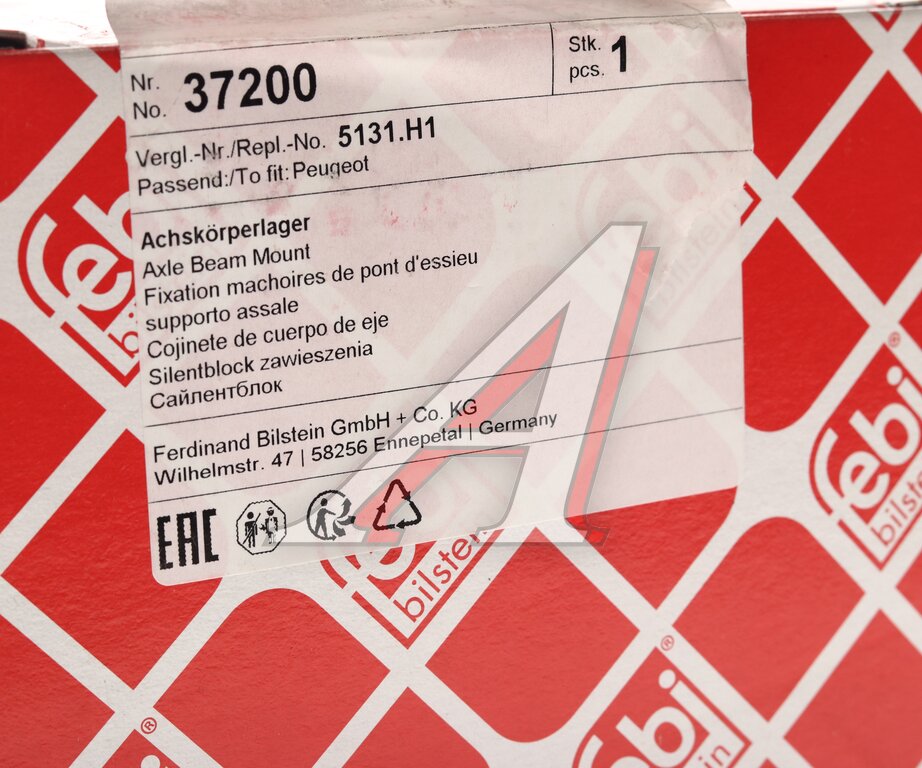 Nr.
No. 37200
Stk.
pcs. 1
Vergl.-Nr./Repl.-No. 5131.H1
Passend:/To fit: Peugeot
Achskörperlager
Axle Beam Mount
Fixation machoires de pont d'essieu
supporto assale
Cojinete de cuerpo de eje
Silentblock zawieszenia
Сайлентблок
Ferdinand Bilstein GmbH + Co. KG
Wilhelmstr. 47 | 58256 Ennepetal | Germany
EAC
febi
bilstein
febi
bilstein
febi